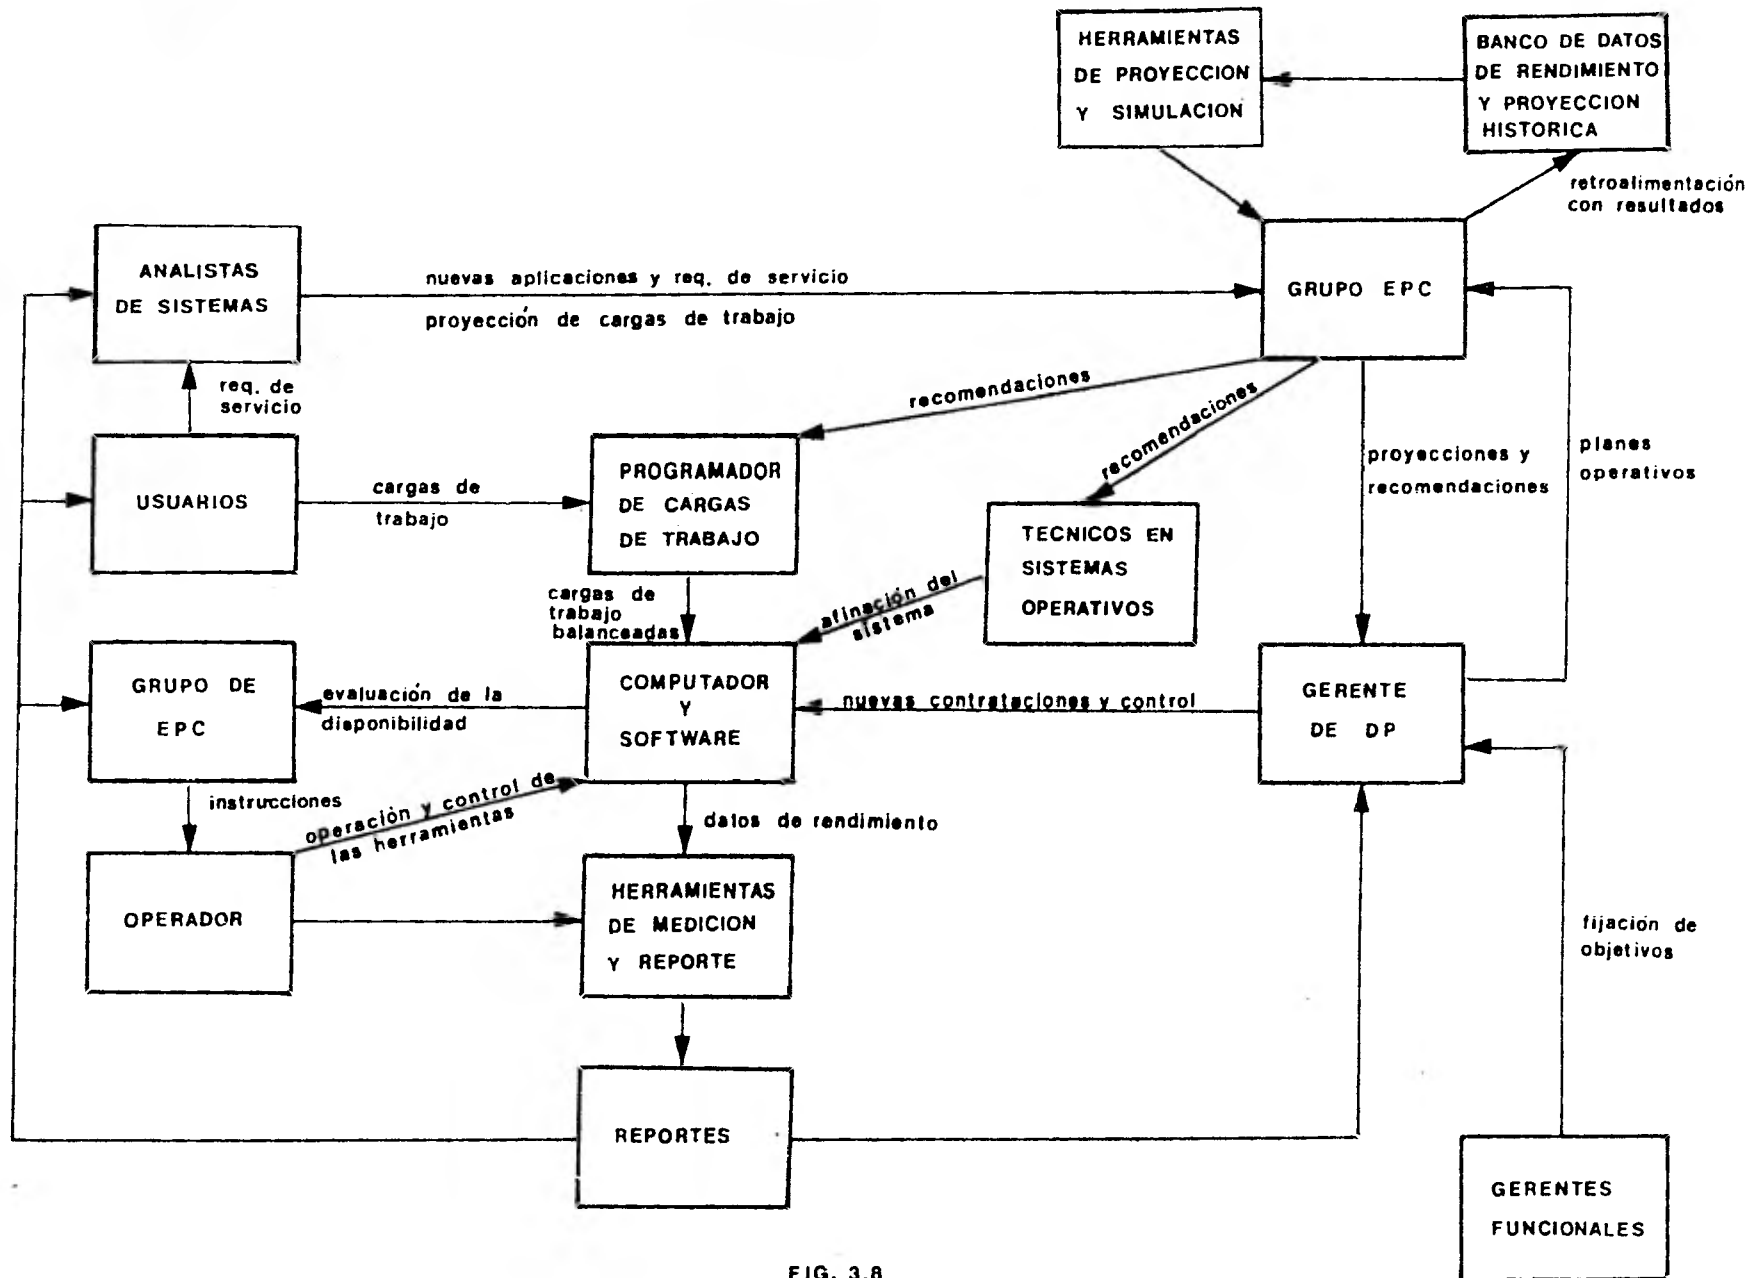 HERRAMIENTAS
DE PROYECCION
Y SIMULACION
BANCO DE DATOS
DE RENDIMIENTO
Y PROYECCION
HISTORICA
retroalimentación
con resultados
ANALISTAS
DE SISTEMAS
nuevas aplicaciones y req. de servicio
proyección de cargas de trabajo
GRUPO EPC
req. de
servicio
recomendaciones
recomendaciones
proyecciones y
recomendaciones
planes
operativos
USUARIOS
cargas de
trabajo
PROGRAMADOR
DE CARGAS
DE TRABAJO
TECNICOS EN
SISTEMAS
OPERATIVOS
cargas de
trabajo
balanceadas
afinación del
sistema
GRUPO DE
EPC
evaluación de la
disponibilidad
COMPUTADOR
Y
SOFTWARE
nuevas contrataciones y control
GERENTE
DE DP
instrucciones
operación y control de
las herramientas
datos de rendimiento
OPERADOR
HERRAMIENTAS
DE MEDICION
Y REPORTE
fijación de
objetivos
REPORTES
GERENTES
FUNCIONALES
FIG. 3.8